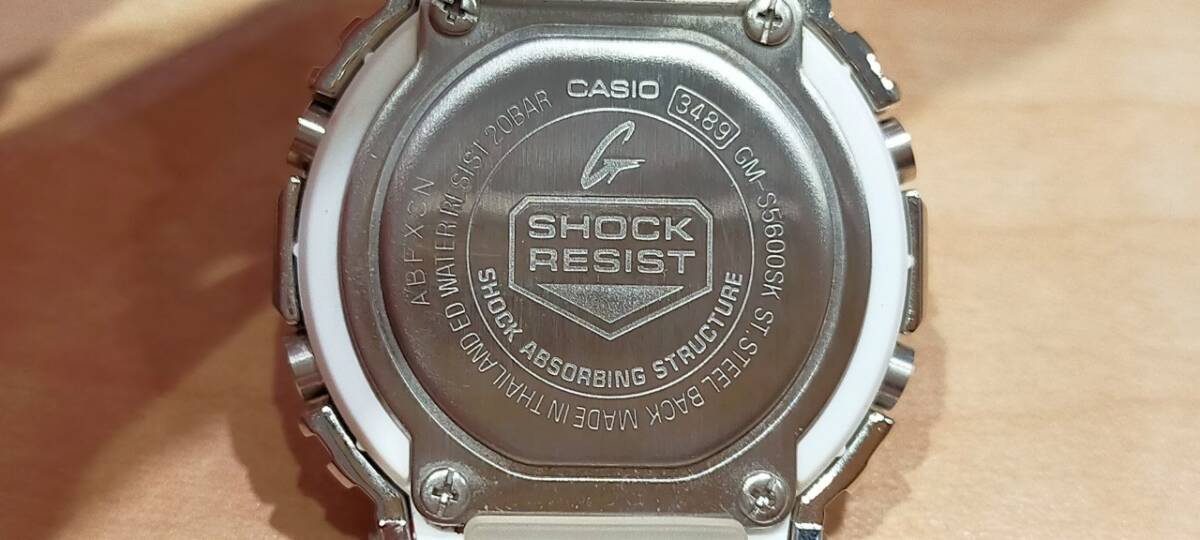 CASIO
3489
GM-S5600SK ST.STEEL BACK MADE IN THAILAND ED WATER RESIST 20BAR
G
SHOCK
RESIST
SHOCK ABSORBING STRUCTURE